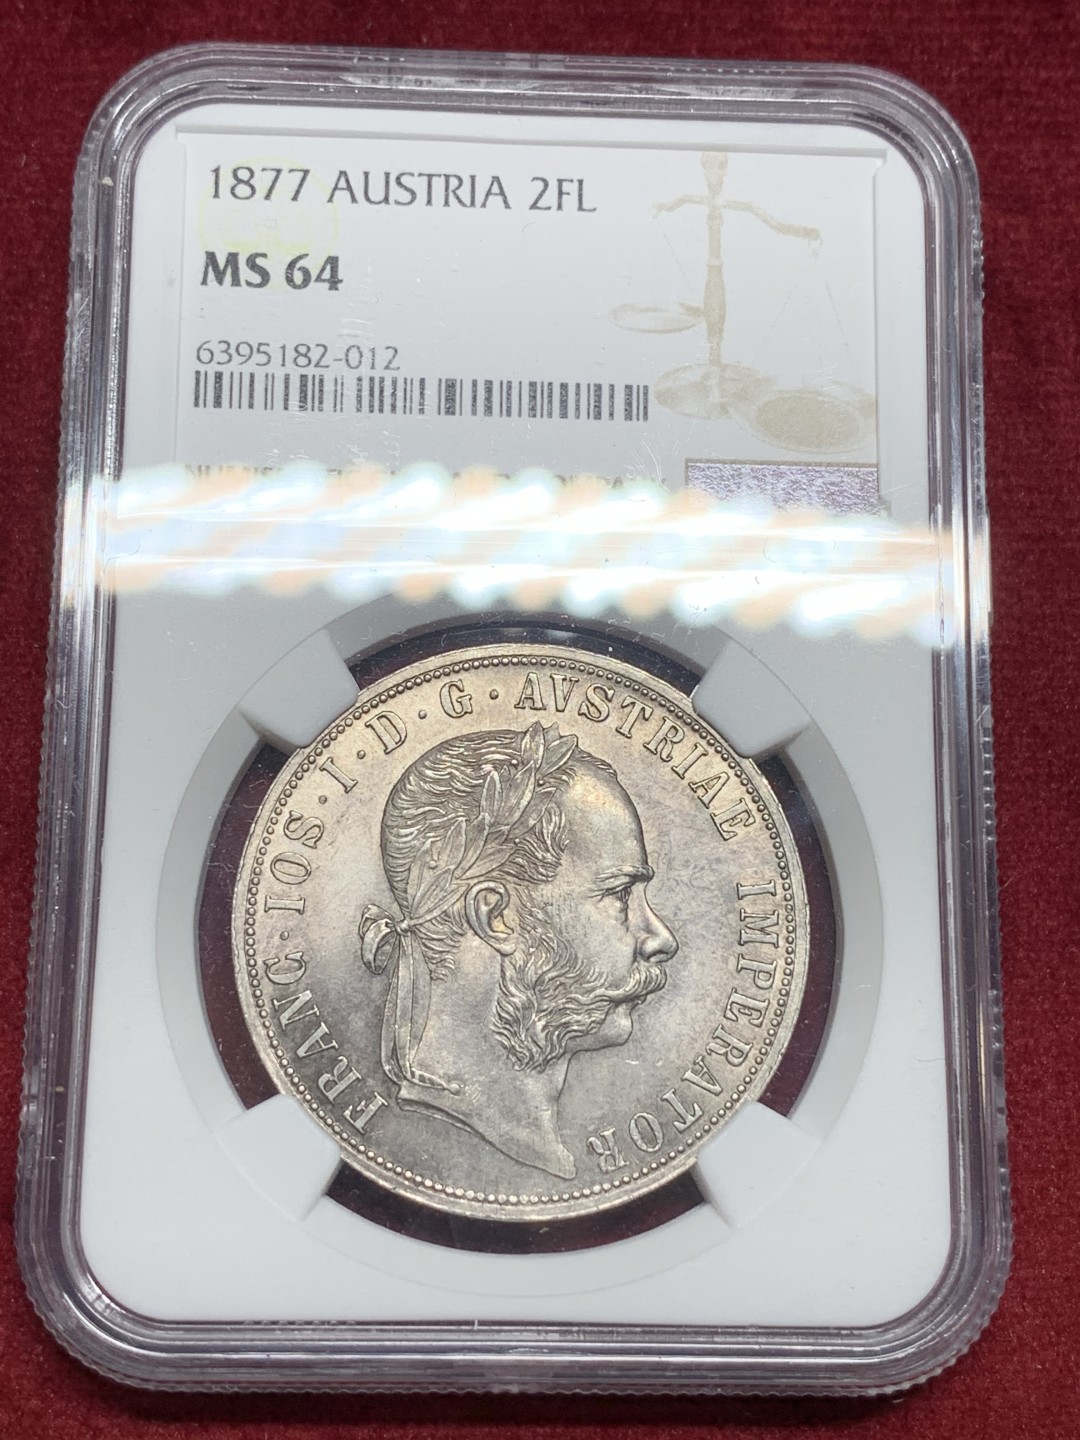 1877 AUSTRIA 2FL
MS 64
6395182-012
FRANC · IOS · I · D · G · AVSTRIAE IMPERATOR